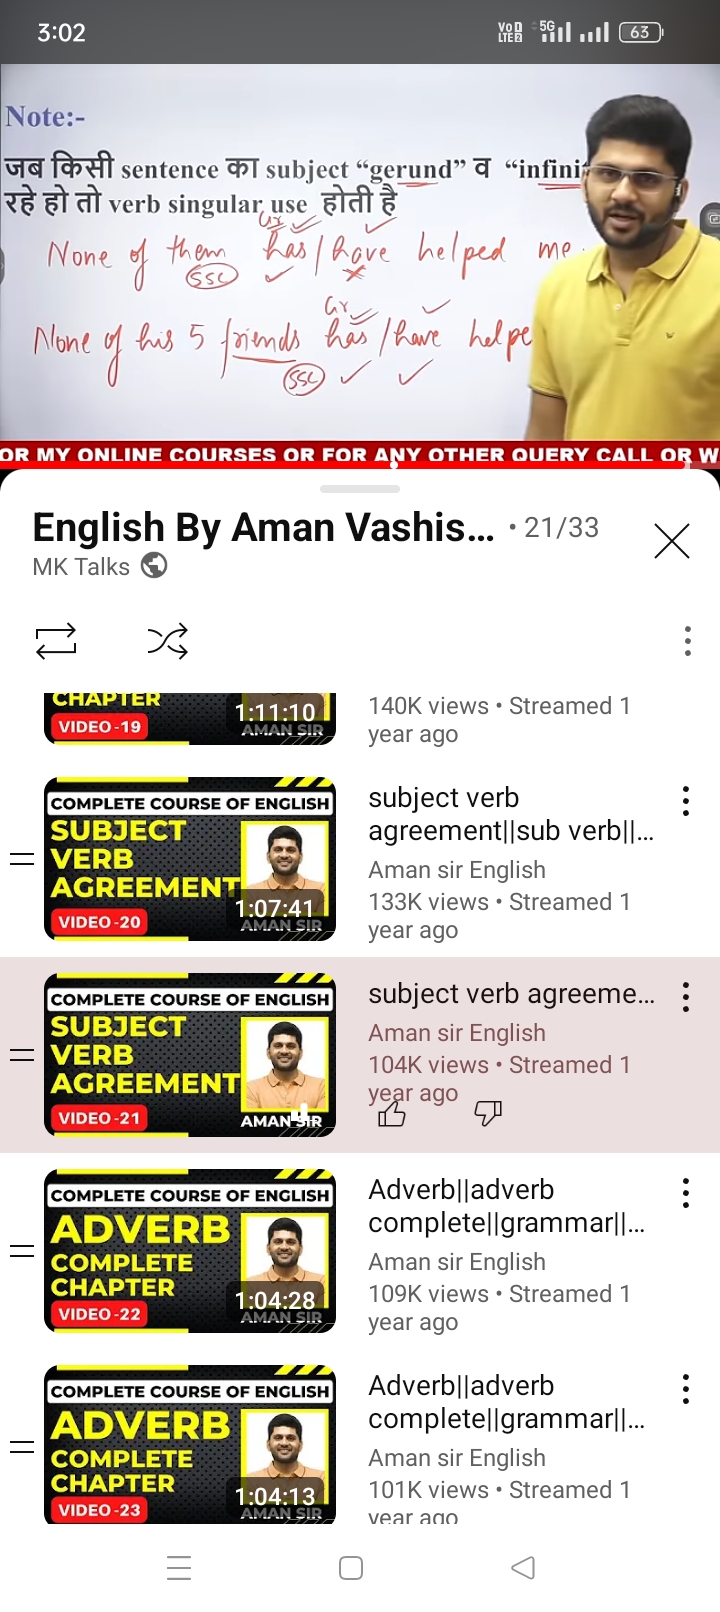 3:02
VoD LTE2 5G 63
Note:-
जब किसी sentence का subject “gerund” व “infinit
रहे हो तो verb singular use होती है
Gr
None of them has/have helped me
SSC
Gr
None of his 5 friends has/have helpe
SSC
OR MY ONLINE COURSES OR FOR ANY OTHER QUERY CALL OR W
English By Aman Vashis... • 21/33
MK Talks
CHAPTER
VIDEO-19
1:11:10
AMAN SIR
140K views • Streamed 1
year ago
COMPLETE COURSE OF ENGLISH
SUBJECT
VERB
AGREEMENT
VIDEO-20
1:07:41
AMAN SIR
subject verb
agreement||sub verb||...
Aman sir English
133K views • Streamed 1
year ago
COMPLETE COURSE OF ENGLISH
SUBJECT
VERB
AGREEMENT
VIDEO-21
AMAN SIR
subject verb agreeme...
Aman sir English
104K views • Streamed 1
year ago
COMPLETE COURSE OF ENGLISH
ADVERB
COMPLETE
CHAPTER
VIDEO-22
1:04:28
AMAN SIR
Adverb||adverb
complete||grammar||...
Aman sir English
109K views • Streamed 1
year ago
COMPLETE COURSE OF ENGLISH
ADVERB
COMPLETE
CHAPTER
VIDEO-23
1:04:13
AMAN SIR
Adverb||adverb
complete||grammar||...
Aman sir English
101K views • Streamed 1
year ago